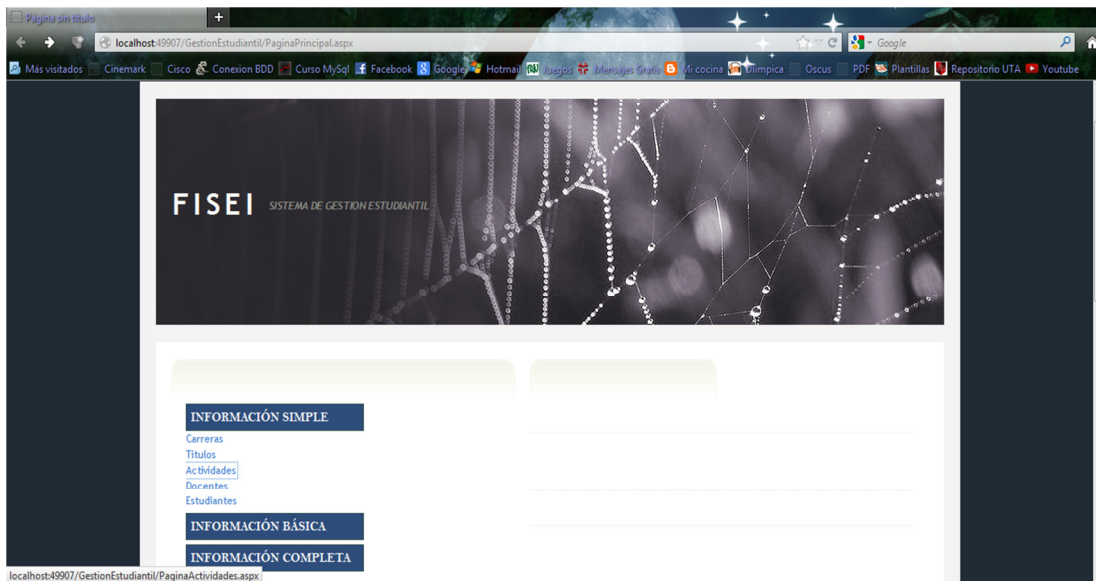 Página sin título
localhost:49907/GestionEstudiantil/PaginaPrincipal.aspx
Google
Más visitados Cinemark Cisco Conexion BDD Curso MySql Facebook Google Hotmail Juegos Mensajes Gratis Mi cocina Olimpica Oscus PDF Plantillas Repositorio UTA Youtube
FISEI SISTEMA DE GESTION ESTUDIANTIL
INFORMACIÓN SIMPLE
Carreras
Titulos
Actividades
Docentes
Estudiantes
INFORMACIÓN BÁSICA
INFORMACIÓN COMPLETA
localhost:49907/GestionEstudiantil/PaginaActividades.aspx